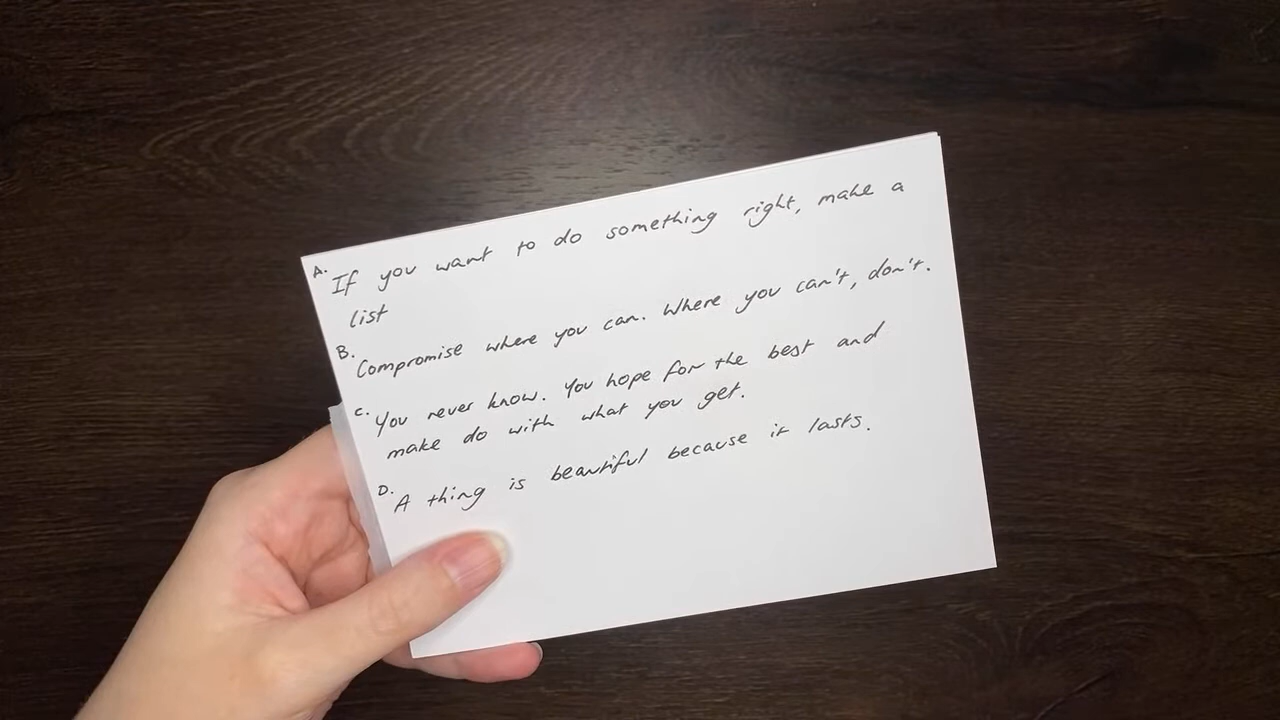 A. If you want to do something right, make a
list
B. Compromise where you can. Where you can't, don't.
C. You never know. You hope for the best and
make do with what you get.
D. A thing is beautiful because it lasts.